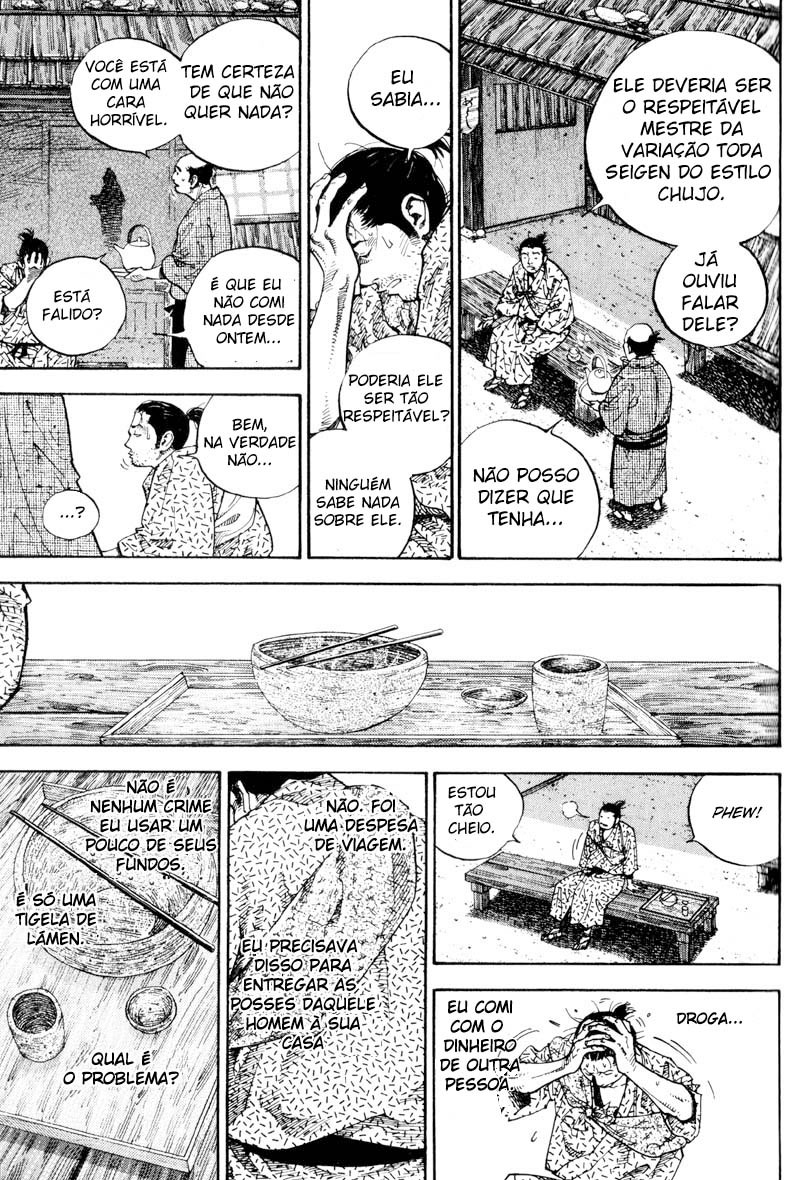 ELE DEVERIA SER
O RESPEITÁVEL
MESTRE DA
VARIAÇÃO TODA
SEIGEN DO ESTILO
CHUJO.
JÁ
OUVIU
FALAR
DELE?
NÃO POSSO
DIZER QUE
TENHA...
EU
SABIA...
PODERIA ELE
SER TÃO
RESPEITÁVEL?
NINGUÉM
SABE NADA
SOBRE ELE.
TEM CERTEZA
DE QUE NÃO
QUER NADA?
VOCÊ ESTÁ
COM UMA
CARA
HORRÍVEL.
É QUE EU
NÃO COMI
NADA DESDE
ONTEM...
ESTÁ
FALIDO?
BEM,
NA VERDADE
NÃO...
...?
PHEW!
ESTOU
TÃO
CHEIO.
DROGA...
EU COMI
COM O
DINHEIRO
DE OUTRA
PESSOA...
NÃO. FOI
UMA DESPESA
DE VIAGEM.
EU PRECISAVA
DISSO PARA
ENTREGAR AS
POSSES DAQUELE
HOMEM À SUA
CASA
NÃO É
NENHUM CRIME
EU USAR UM
POUCO DE SEUS
FUNDOS.
É SÓ UMA
TIGELA DE
LÁMEN.
QUAL É
O PROBLEMA?